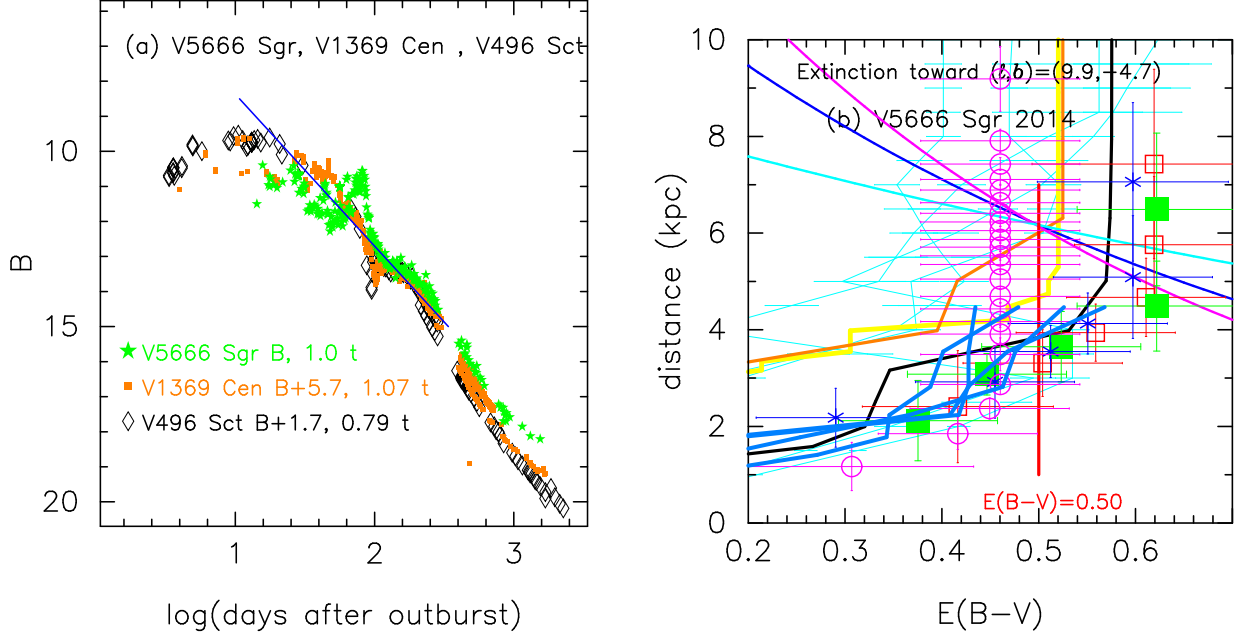 (a) V5666 Sgr, V1369 Cen , V496 Sct
B
10
15
20
V5666 Sgr B, 1.0 t
V1369 Cen B+5.7, 1.07 t
V496 Sct B+1.7, 0.79 t
1 2 3
log(days after outburst)
Extinction toward (l,b)=(9.9,−4.7)
(b) V5666 Sgr 2014
distance (kpc)
10
8
6
4
2
0
E(B−V)=0.50
0.2 0.3 0.4 0.5 0.6
E(B−V)